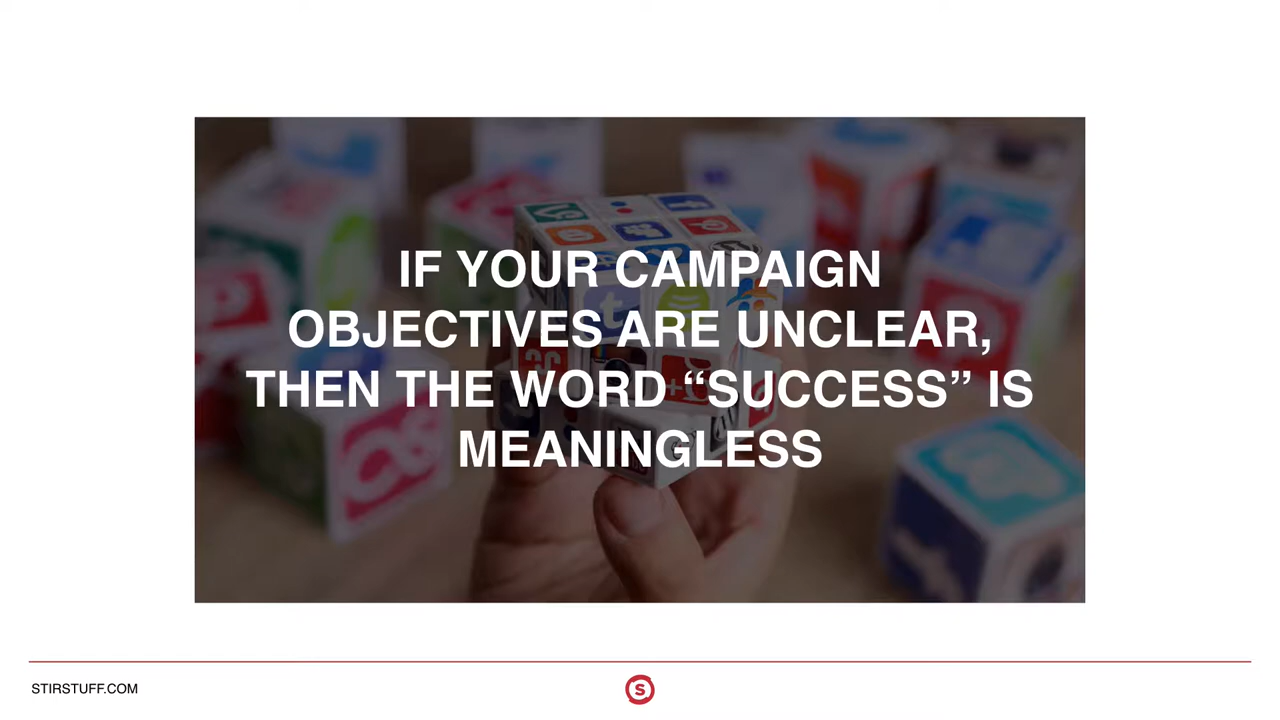 IF YOUR CAMPAIGN
OBJECTIVES ARE UNCLEAR,
THEN THE WORD “SUCCESS” IS
MEANINGLESS
STIRSTUFF.COM
S